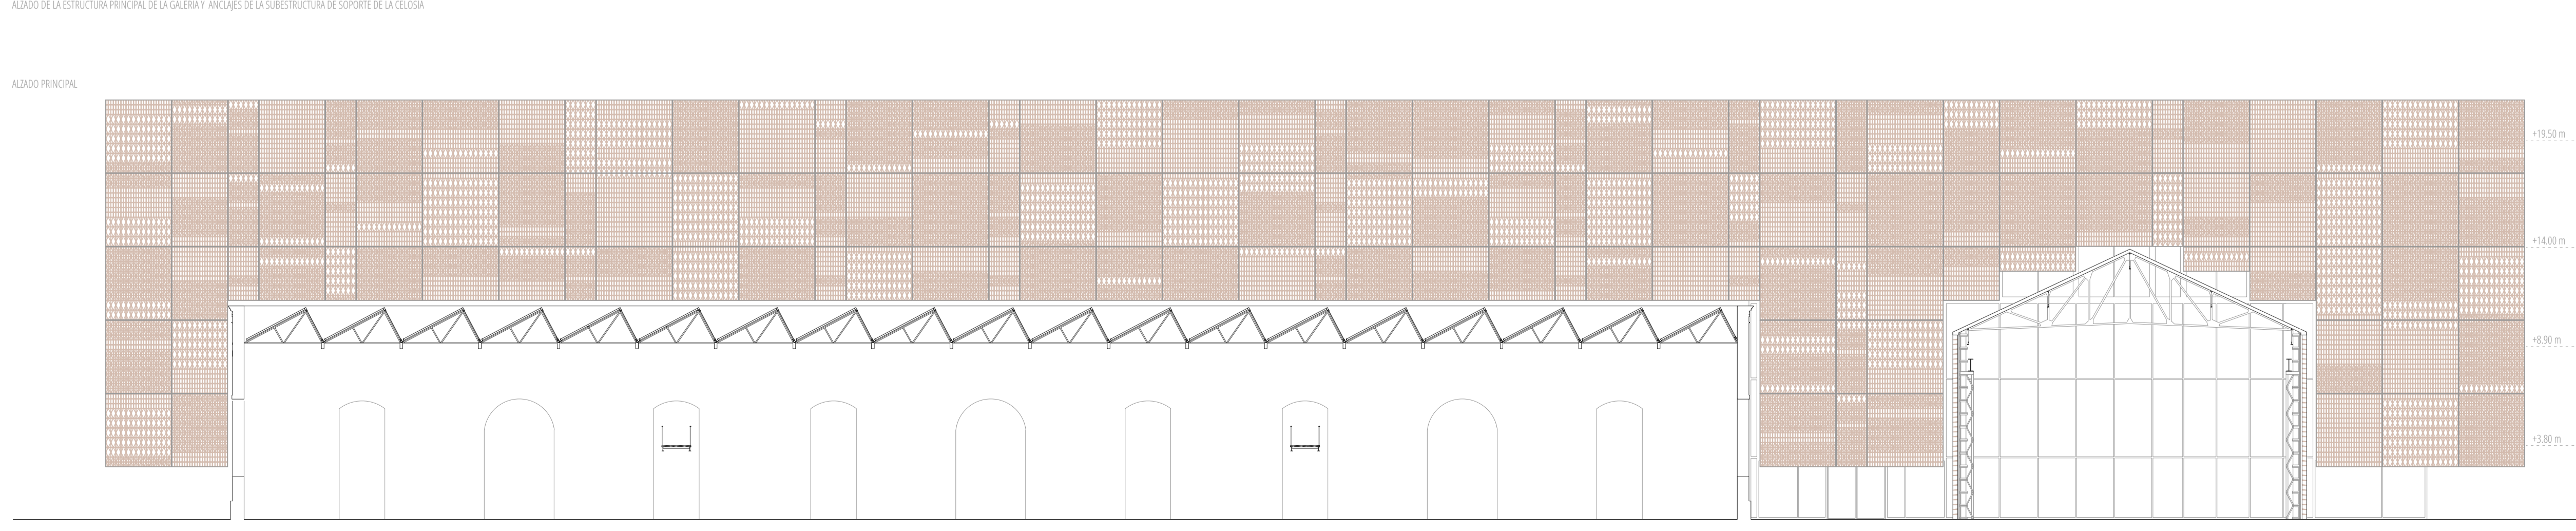 ALZADO DE LA ESTRUCTURA PRINCIPAL DE LA GALERIA Y ANCLAJES DE LA SUBESTRUCTURA DE SOPORTE DE LA CELOSIA
ALZADO PRINCIPAL
+19.50 m
+14.00 m
+8.90 m
+3.80 m